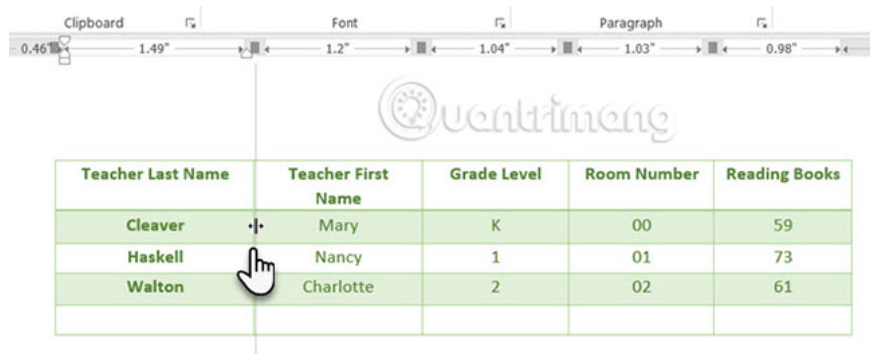 Clipboard Font Paragraph
0.46" 1.49" 1.2" 1.04" 1.03" 0.98"
Quantrimang
Teacher Last Name Teacher First Name Grade Level Room Number Reading Books
Cleaver Mary K 00 59
Haskell Nancy 1 01 73
Walton Charlotte 2 02 61